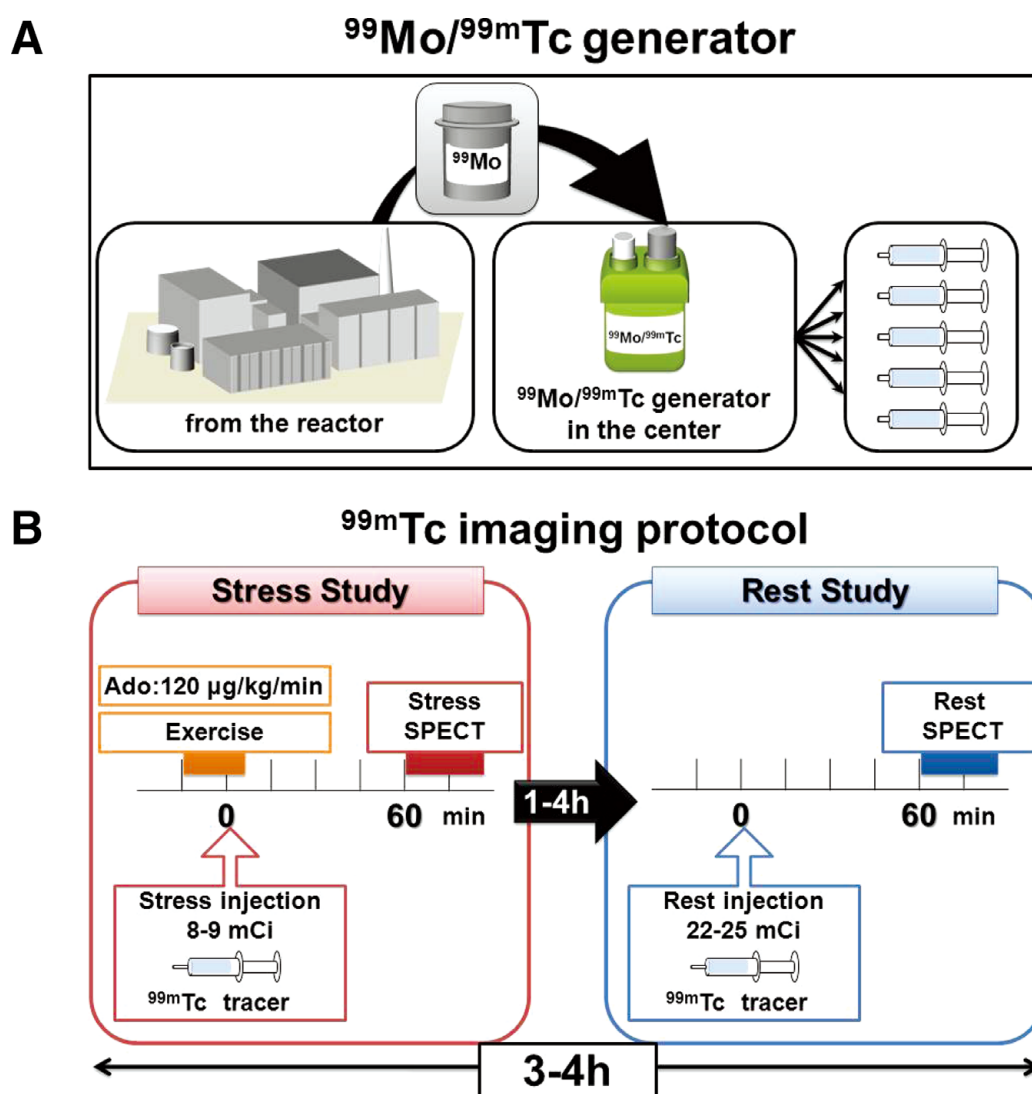 A
⁹⁹Mo/⁹⁹ᵐTc generator
⁹⁹Mo
from the reactor
⁹⁹Mo/⁹⁹ᵐTc
⁹⁹Mo/⁹⁹ᵐTc generator
in the center
B
⁹⁹ᵐTc imaging protocol
Stress Study
Ado:120 µg/kg/min
Exercise
Stress
SPECT
0
60 min
Stress injection
8-9 mCi
⁹⁹ᵐTc tracer
1-4h
Rest Study
Rest
SPECT
0
60 min
Rest injection
22-25 mCi
⁹⁹ᵐTc tracer
3-4h